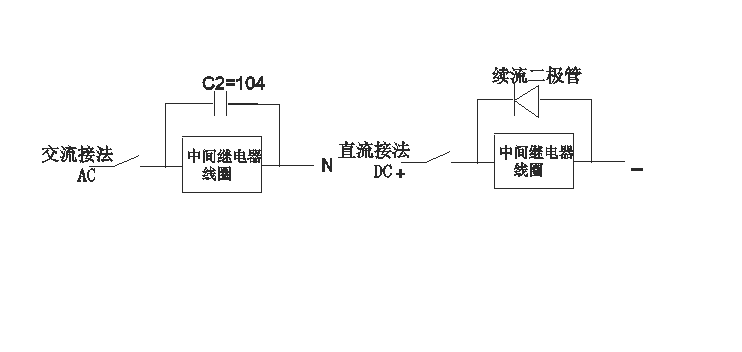 C2=104
交流接法
AC
中间继电器
线圈
N
续流二极管
直流接法
DC+
中间继电器
线圈
-